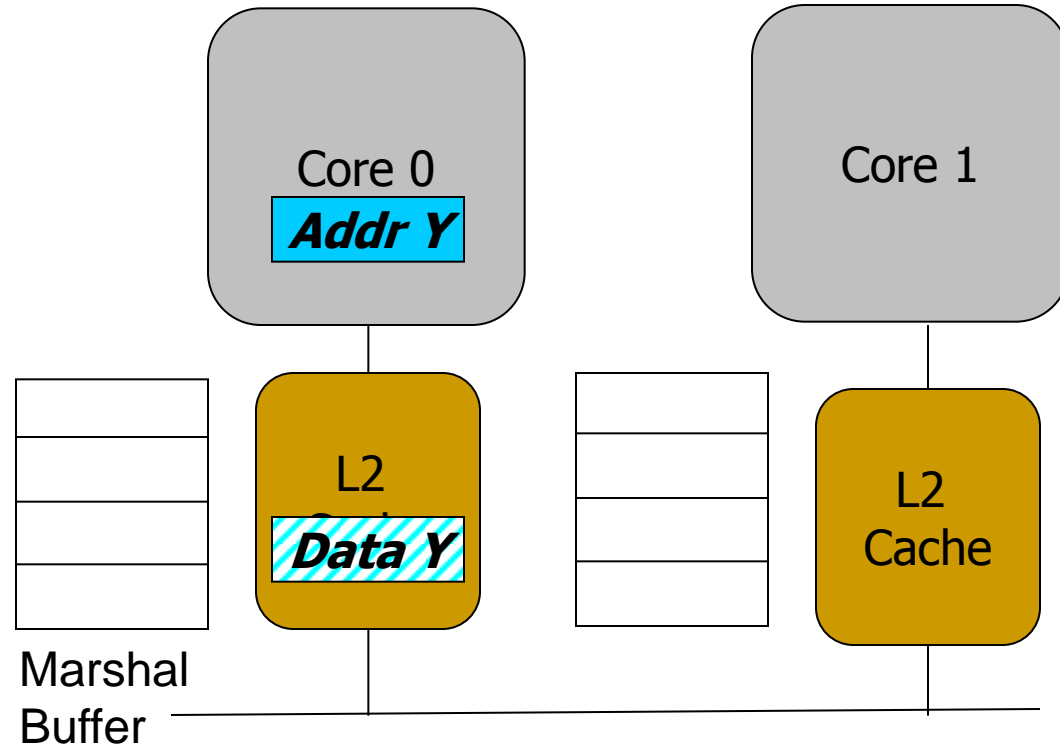 Core 0
Addr Y
Core 1
L2
Data Y
L2
Cache
Marshal
Buffer